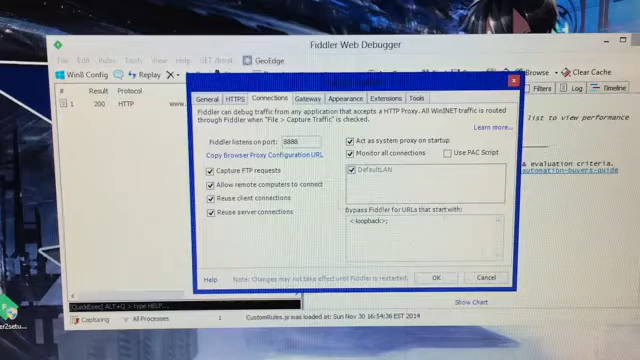 Fiddler Web Debugger
File Edit Rules Tools View Help GET /book GeoEdge
Win8 Config Replay X Browse Clear Cache
# Result Protocol
1 200 HTTP www.
Filters Log Timeline
list to view performance
& evaluation criteria.
automation-buyers-guide
General HTTPS Connections Gateway Appearance Extensions Tools
Fiddler can debug traffic from any application that accepts a HTTP Proxy. All WinINET traffic is routed
through Fiddler when "File > Capture Traffic" is checked.
Learn more...
Fiddler listens on port: 8888
Copy Browser Proxy Configuration URL
Capture FTP requests
Allow remote computers to connect
Reuse client connections
Reuse server connections
Act as system proxy on startup
Monitor all connections Use PAC Script
DefaultLAN
Bypass Fiddler for URLs that start with:
<-loopback>;
Help Note: Changes may not take effect until Fiddler is restarted. OK Cancel
[QuickExec] ALT+Q > type HELP...
Show Chart
Capturing All Processes 1 CustomRules.js was loaded at: Sun Nov 30 16:54:36 EST 2014